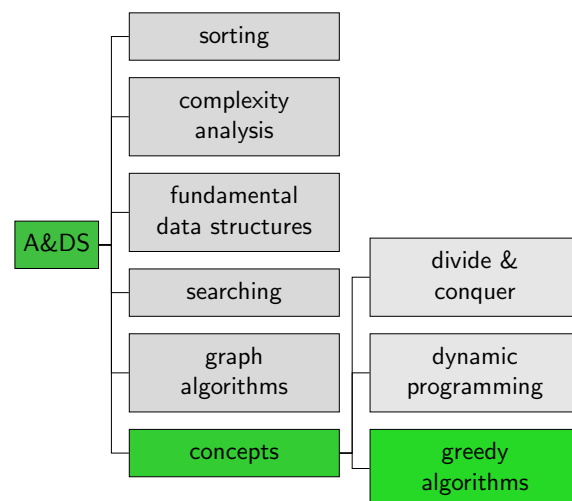 A&DS
sorting
complexity
analysis
fundamental
data structures
searching
graph
algorithms
concepts
divide &
conquer
dynamic
programming
greedy
algorithms